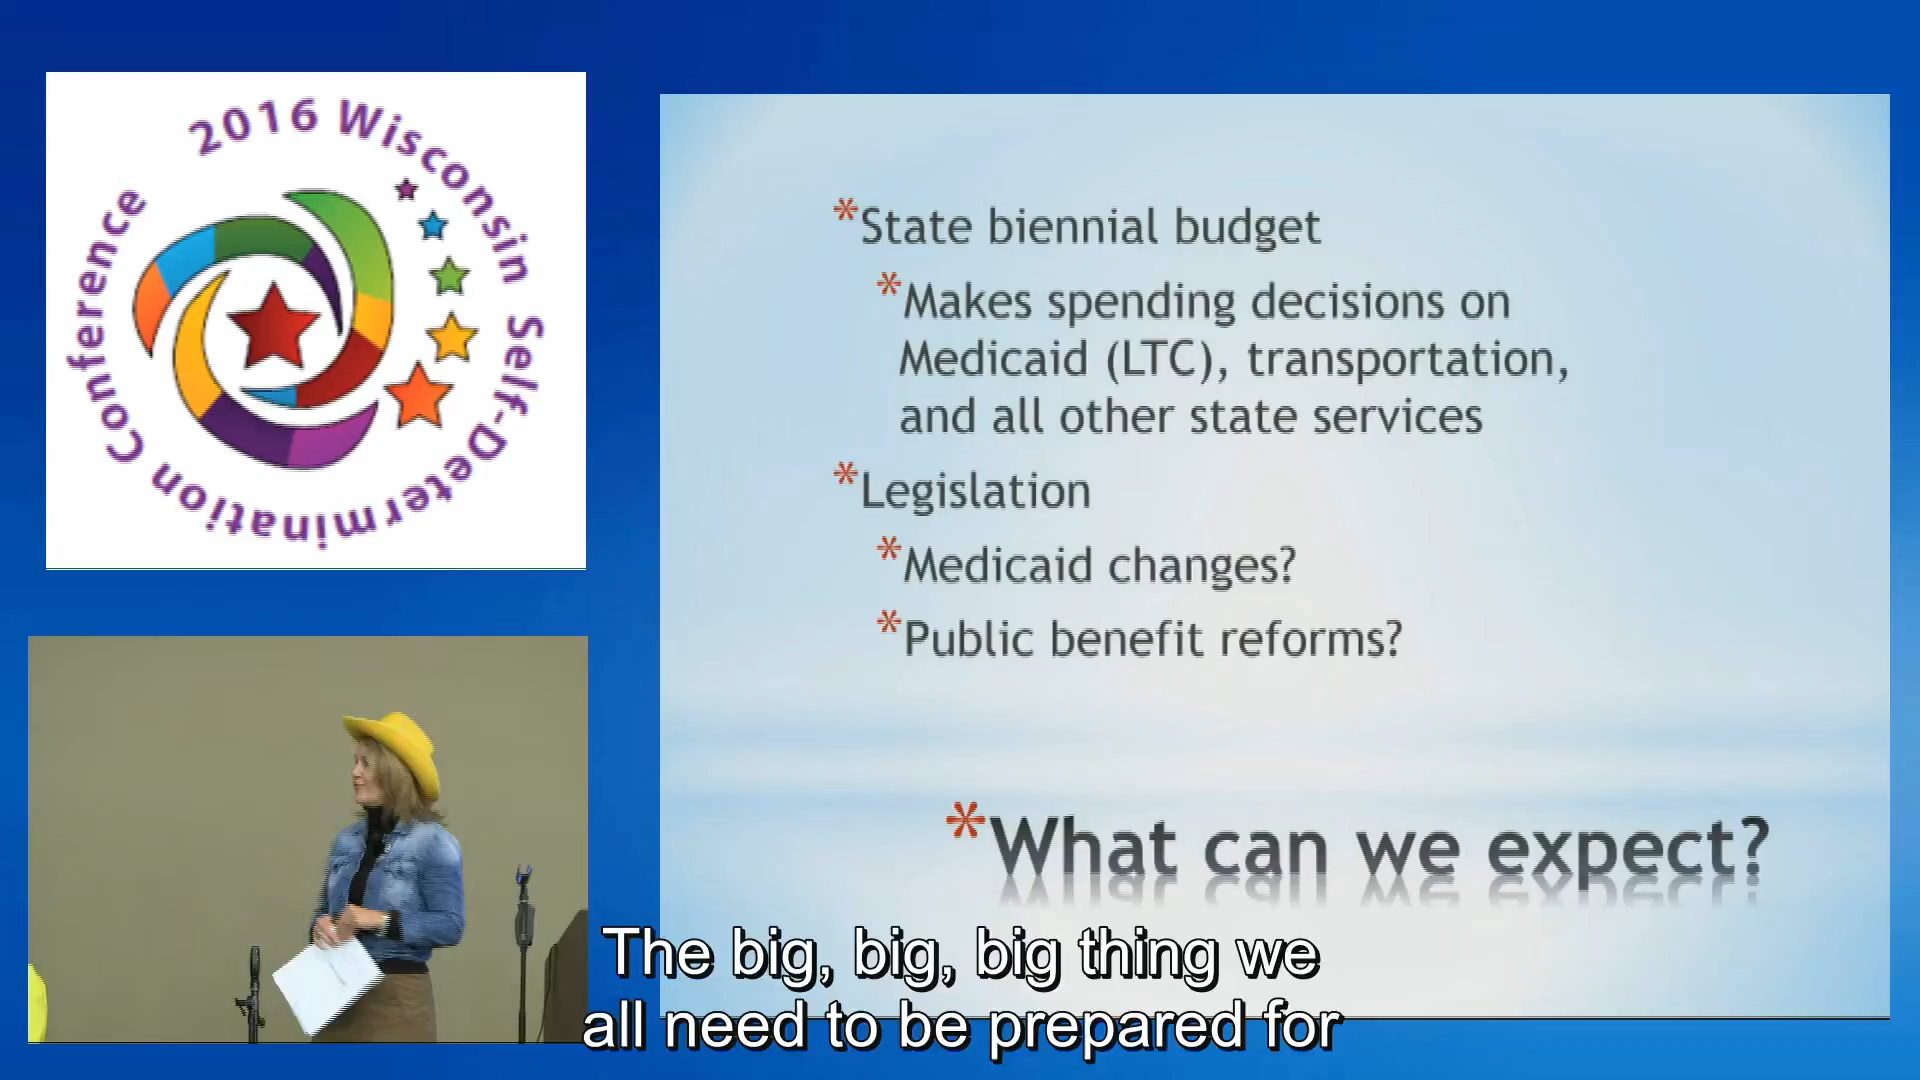 2016 Wisconsin Self-Determination Conference
*State biennial budget
*Makes spending decisions on
Medicaid (LTC), transportation,
and all other state services
*Legislation
*Medicaid changes?
*Public benefit reforms?
*What can we expect?
The big, big, big thing we
all need to be prepared for